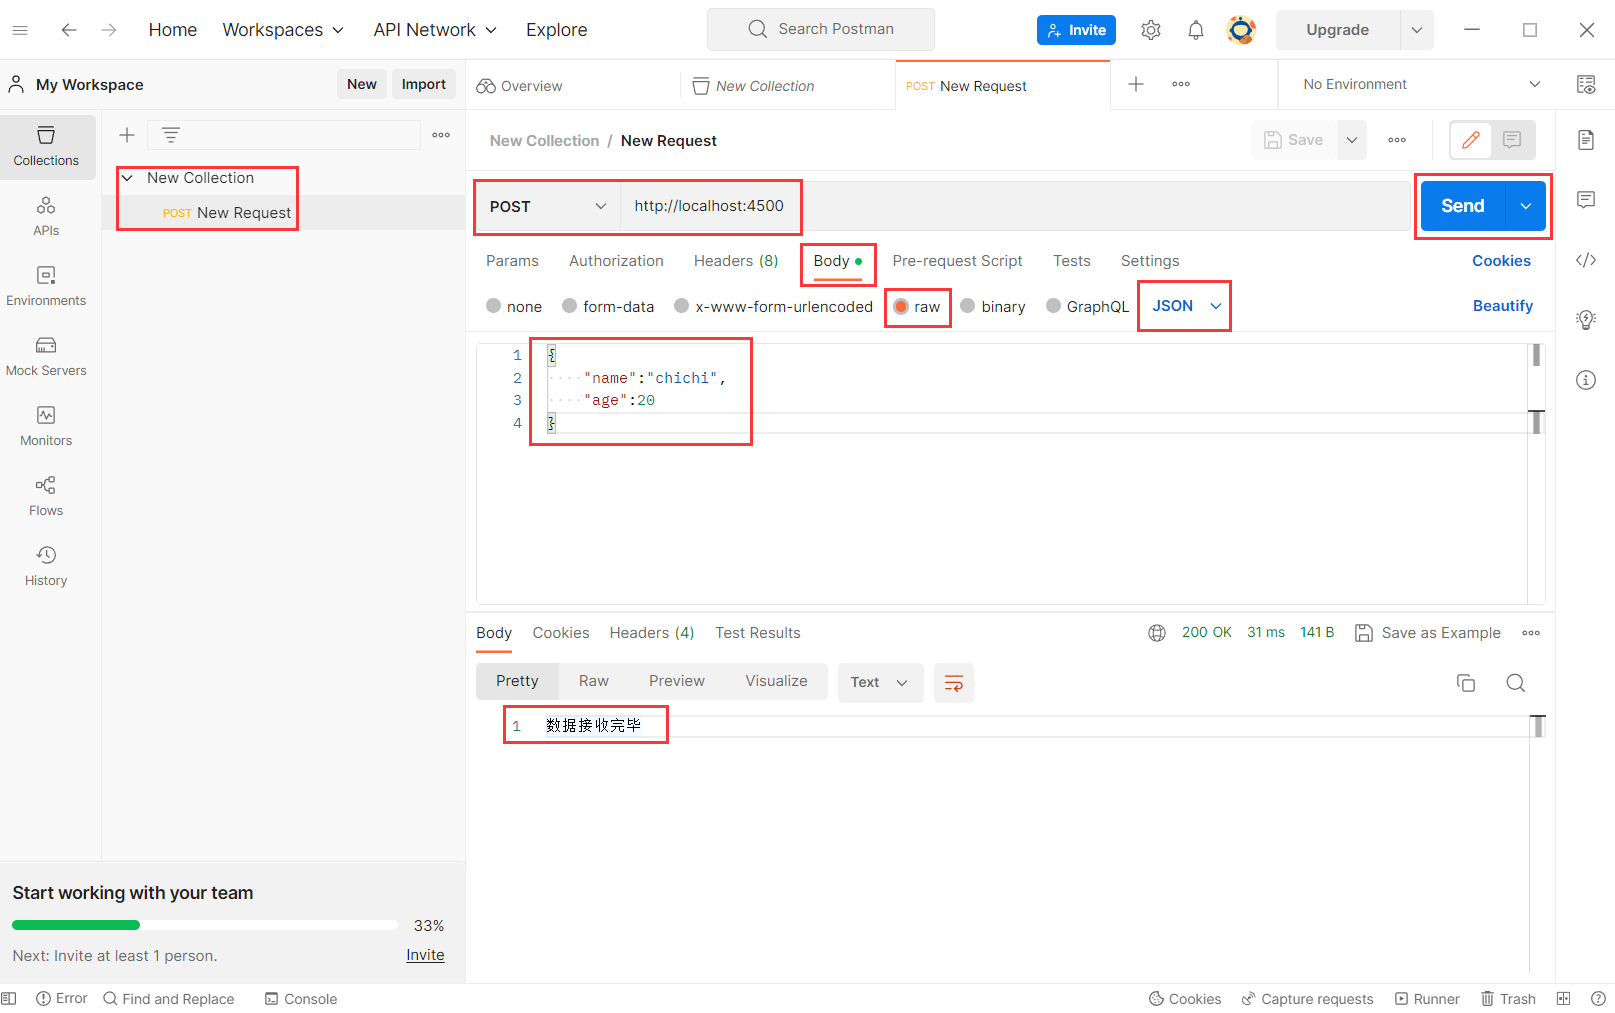 Home Workspaces API Network Explore Search Postman Invite Upgrade
My Workspace New Import Overview New Collection POST New Request No Environment
Collections
APIs
Environments
Mock Servers
Monitors
Flows
History
New Collection
POST New Request
New Collection / New Request Save
POST http://localhost:4500 Send
Params Authorization Headers (8) Body Pre-request Script Tests Settings Cookies
none form-data x-www-form-urlencoded raw binary GraphQL JSON Beautify
1 {
2 "name":"chichi",
3 "age":20
4 }
Body Cookies Headers (4) Test Results 200 OK 31 ms 141 B Save as Example
Pretty Raw Preview Visualize Text
1 数据接收完毕
Start working with your team
33%
Next: Invite at least 1 person. Invite
Error Find and Replace Console Cookies Capture requests Runner Trash